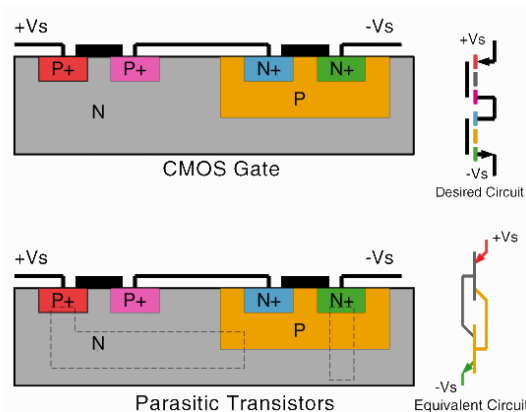 +Vs -Vs
+Vs
P+ P+ N+ N+
N P
-Vs
CMOS Gate
Desired Circuit
+Vs -Vs
+Vs
P+ P+ N+ N+
N P
-Vs
Parasitic Transistors
Equivalent Circuit